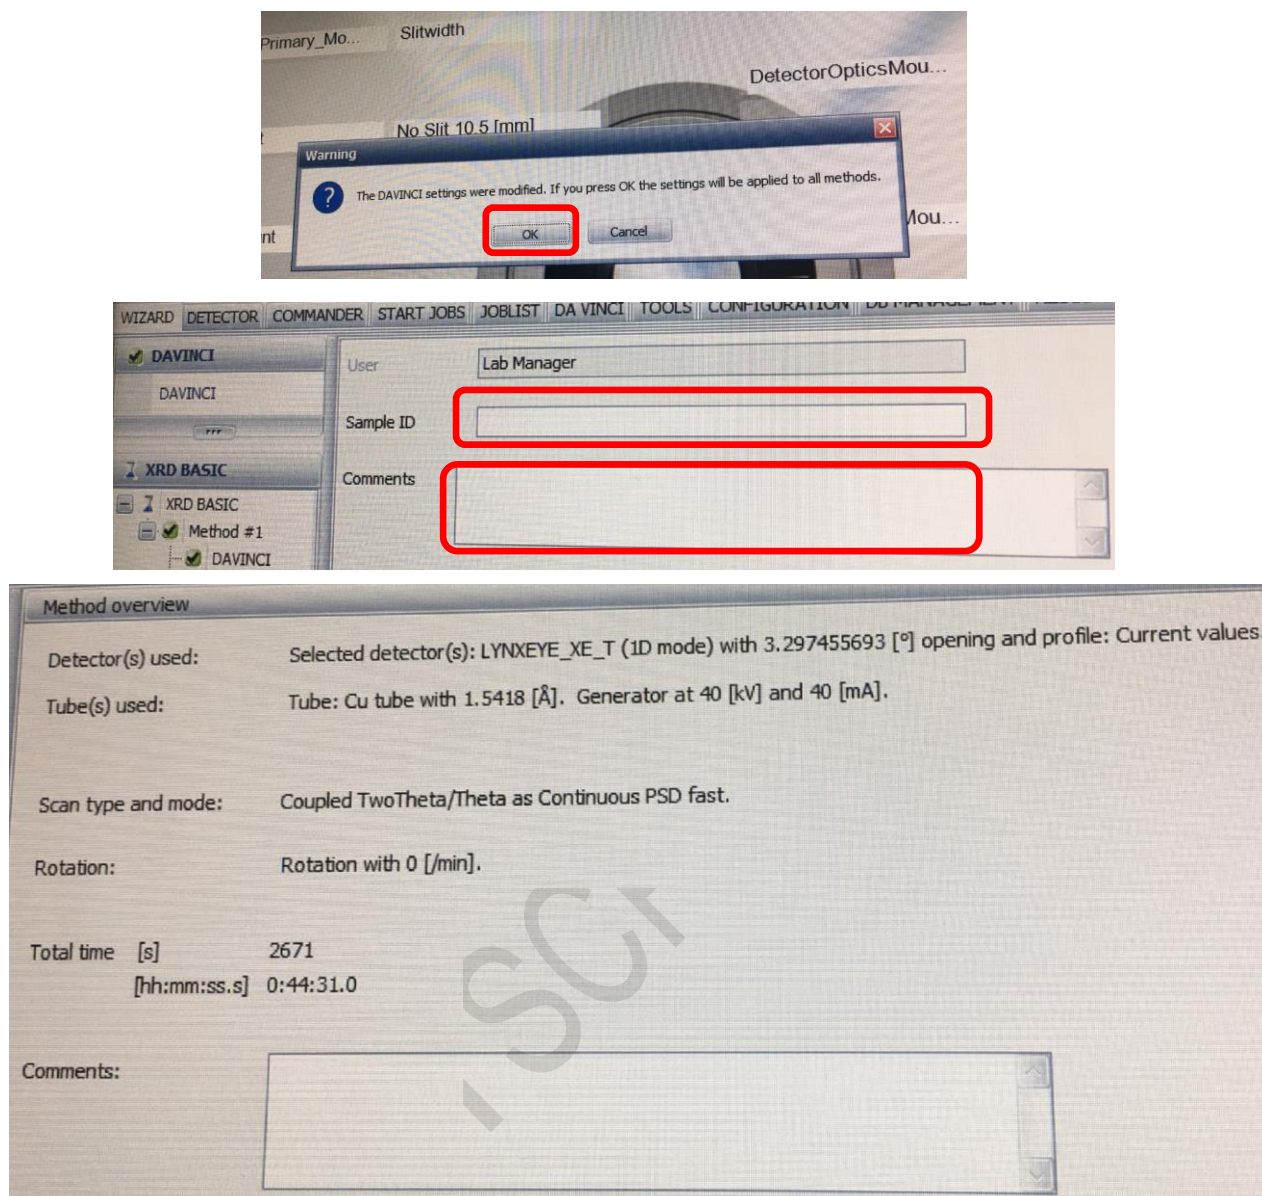 Primary_Mo...
Slitwidth
DetectorOpticsMou...
No Slit 10.5 [mm]
Warning
The DAVINCI settings were modified. If you press OK the settings will be applied to all methods.
OK
Cancel
Mou...
nt
WIZARD DETECTOR COMMANDER START JOBS JOBLIST DA VINCI TOOLS CONFIGURATION DB MANAGEMENT
DAVINCI
User
Lab Manager
DAVINCI
Sample ID
XRD BASIC
Comments
XRD BASIC
Method #1
DAVINCI
Method overview
Detector(s) used: Selected detector(s): LYNXEYE_XE_T (1D mode) with 3.297455693 [°] opening and profile: Current values
Tube(s) used: Tube: Cu tube with 1.5418 [Å]. Generator at 40 [kV] and 40 [mA].
Scan type and mode: Coupled TwoTheta/Theta as Continuous PSD fast.
Rotation: Rotation with 0 [/min].
Total time [s] 2671
[hh:mm:ss.s] 0:44:31.0
Comments: